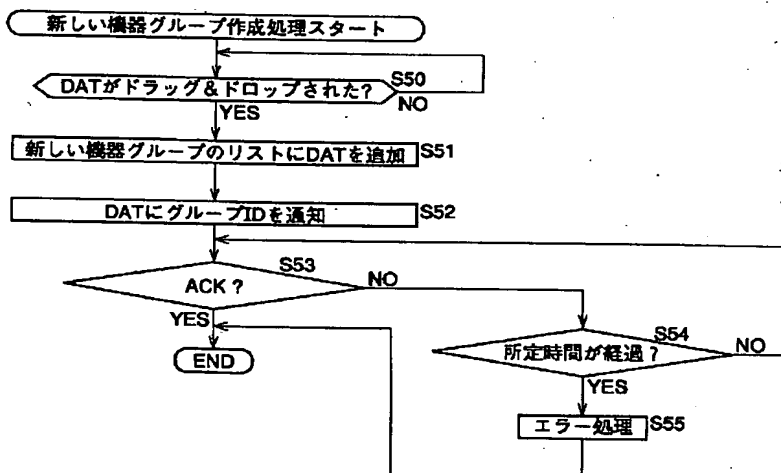 新しい機器グループ作成処理スタート
DATがドラッグ&ドロップされた?
S50
NO
YES
新しい機器グループのリストにDATを追加
S51
DATにグループIDを通知
S52
ACK?
S53
NO
YES
END
所定時間が経過?
S54
NO
YES
エラー処理
S55